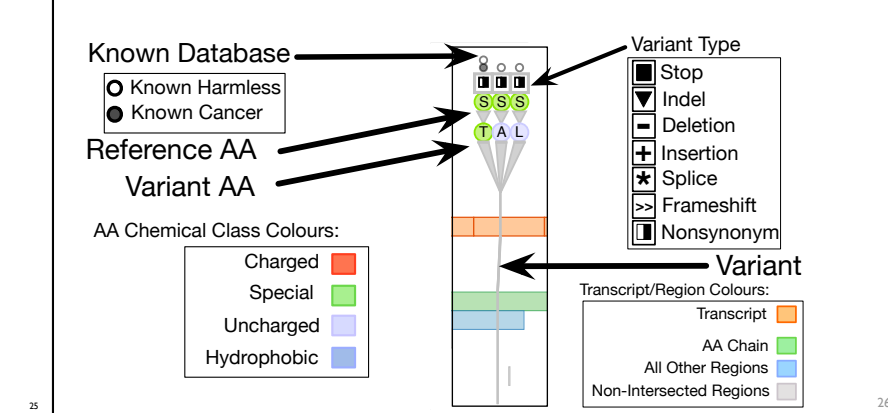 Known Database
Known Harmless
Known Cancer
Reference AA
Variant AA
AA Chemical Class Colours:
Charged
Special
Uncharged
Hydrophobic
S S S
T A L
Variant Type
Stop
Indel
Deletion
Insertion
Splice
>> Frameshift
Nonsynonym
Variant
Transcript/Region Colours:
Transcript
AA Chain
All Other Regions
Non-Intersected Regions
25
26